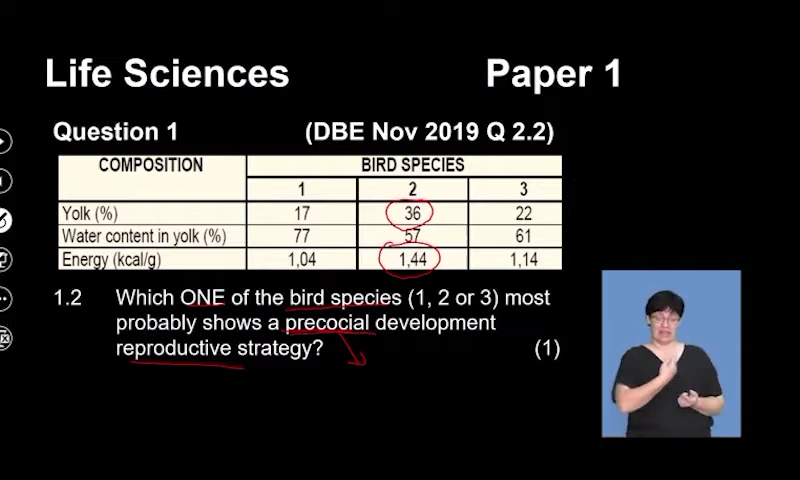 Life Sciences Paper 1
Question 1 (DBE Nov 2019 Q 2.2)
COMPOSITION BIRD SPECIES
1 2 3
Yolk (%) 17 36 22
Water content in yolk (%) 77 57 61
Energy (kcal/g) 1,04 1,44 1,14
1.2 Which ONE of the bird species (1, 2 or 3) most
probably shows a precocial development
reproductive strategy? (1)